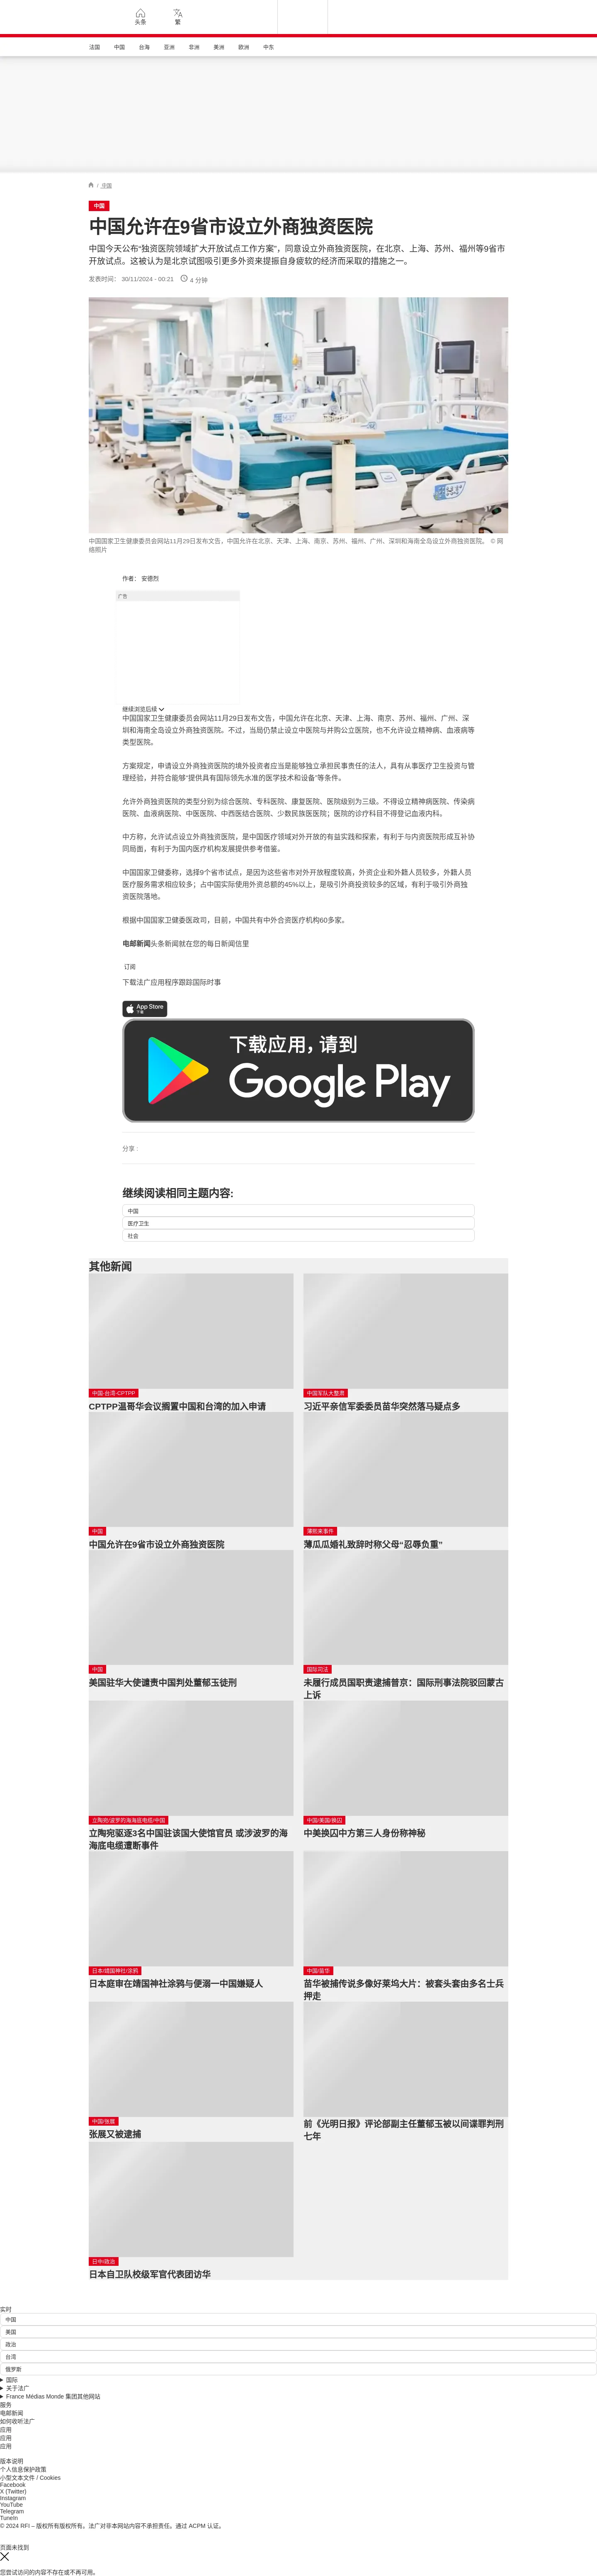 头条
繁
法国 中国 台海 亚洲 非洲 美洲 欧洲 中东
/ 中国
中国
中国允许在9省市设立外商独资医院
中国今天公布“独资医院领域扩大开放试点工作方案”，同意设立外商独资医院，在北京、上海、苏州、福州等9省市
开放试点。这被认为是北京试图吸引更多外资来提振自身疲软的经济而采取的措施之一。
发表时间： 30/11/2024 - 00:21 4 分钟
中国国家卫生健康委员会网站11月29日发布文告，中国允许在北京、天津、上海、南京、苏州、福州、广州、深圳和海南全岛设立外商独资医院。 © 网
络图片
作者： 安德烈
广告
继续浏览后续
中国国家卫生健康委员会网站11月29日发布文告，中国允许在北京、天津、上海、南京、苏州、福州、广州、深
圳和海南全岛设立外商独资医院。不过，当局仍禁止设立中医院与并购公立医院，也不允许设立精神病、血液病等
类型医院。
方案规定，申请设立外商独资医院的境外投资者应当是能够独立承担民事责任的法人，具有从事医疗卫生投资与管
理经验，并符合能够“提供具有国际领先水准的医学技术和设备”等条件。
允许外商独资医院的类型分别为综合医院、专科医院、康复医院、医院级别为三级。不得设立精神病医院、传染病
医院、血液病医院、中医医院、中西医结合医院、少数民族医医院；医院的诊疗科目不得登记血液内科。
中方称，允许试点设立外商独资医院，是中国医疗领域对外开放的有益实践和探索，有利于与内资医院形成互补协
同局面，有利于为国内医疗机构发展提供参考借鉴。
中国国家卫健委称，选择9个省市试点，是因为这些省市对外开放程度较高，外资企业和外籍人员较多，外籍人员
医疗服务需求相应较多；占中国实际使用外资总额的45%以上，是吸引外商投资较多的区域，有利于吸引外商独
资医院落地。
根据中国国家卫健委医政司，目前，中国共有中外合资医疗机构60多家。
电邮新闻头条新闻就在您的每日新闻信里
订阅
下载法广应用程序跟踪国际时事
App Store
下载
下载应用，请到
Google Play
分享 :
继续阅读相同主题内容:
中国
医疗卫生
社会
其他新闻
中国-台湾-CPTPP
CPTPP温哥华会议搁置中国和台湾的加入申请
中国军队大整肃
习近平亲信军委委员苗华突然落马疑点多
中国
中国允许在9省市设立外商独资医院
薄熙来事件
薄瓜瓜婚礼致辞时称父母“忍辱负重”
中国
美国驻华大使谴责中国判处董郁玉徒刑
国际司法
未履行成员国职责逮捕普京：国际刑事法院驳回蒙古
上诉
立陶宛/波罗的海海底电缆/中国
立陶宛驱逐3名中国驻该国大使馆官员 或涉波罗的海
海底电缆遭断事件
中国/美国/换囚
中美换囚中方第三人身份称神秘
日本/靖国神社/涂鸦
日本庭审在靖国神社涂鸦与便溺一中国嫌疑人
中国/苗华
苗华被捕传说多像好莱坞大片：被套头套由多名士兵
押走
中国/张展
张展又被逮捕
前《光明日报》评论部副主任董郁玉被以间谍罪判刑
七年
日中/政治
日本自卫队校级军官代表团访华
实时
中国
美国
政治
台湾
俄罗斯
国际
关于法广
France Médias Monde 集团其他网站
服务
电邮新闻
如何收听法广
应用
应用
应用
版本说明
个人信息保护政策
小型文本文件 / Cookies
Facebook
X (Twitter)
Instagram
YouTube
Telegram
TuneIn
© 2024 RFI – 版权所有版权所有。法广对非本网站内容不承担责任。通过 ACPM 认证。
页面未找到
您尝试访问的内容不存在或不再可用。